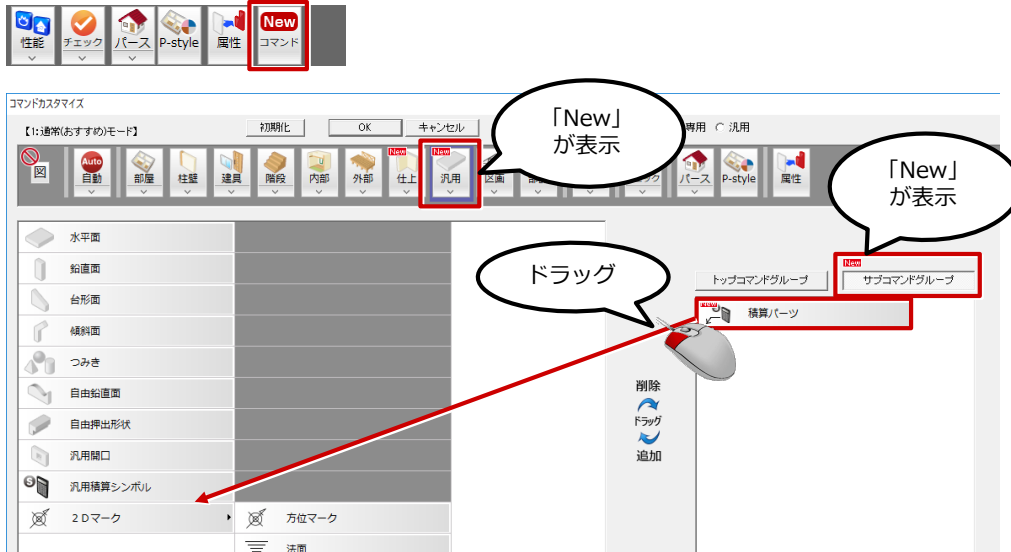 性能
チェック
パース
P-style
属性
New
コマンド
コマンドカスタマイズ
【1:通常(おすすめ)モード】
初期化
OK
キャンセル
専用
汎用
「New」
が表示
図
Auto
自動
部屋
柱壁
建具
階段
内部
外部
New
仕上
New
汎用
区画
パース
P-style
属性
「New」
が表示
水平面
鉛直面
台形面
傾斜面
つみき
自由鉛直面
自由押出形状
汎用開口
S
汎用積算シンボル
2Dマーク
方位マーク
法面
ドラッグ
New
トップコマンドグループ
サブコマンドグループ
New
積算パーツ
削除
ドラッグ
追加